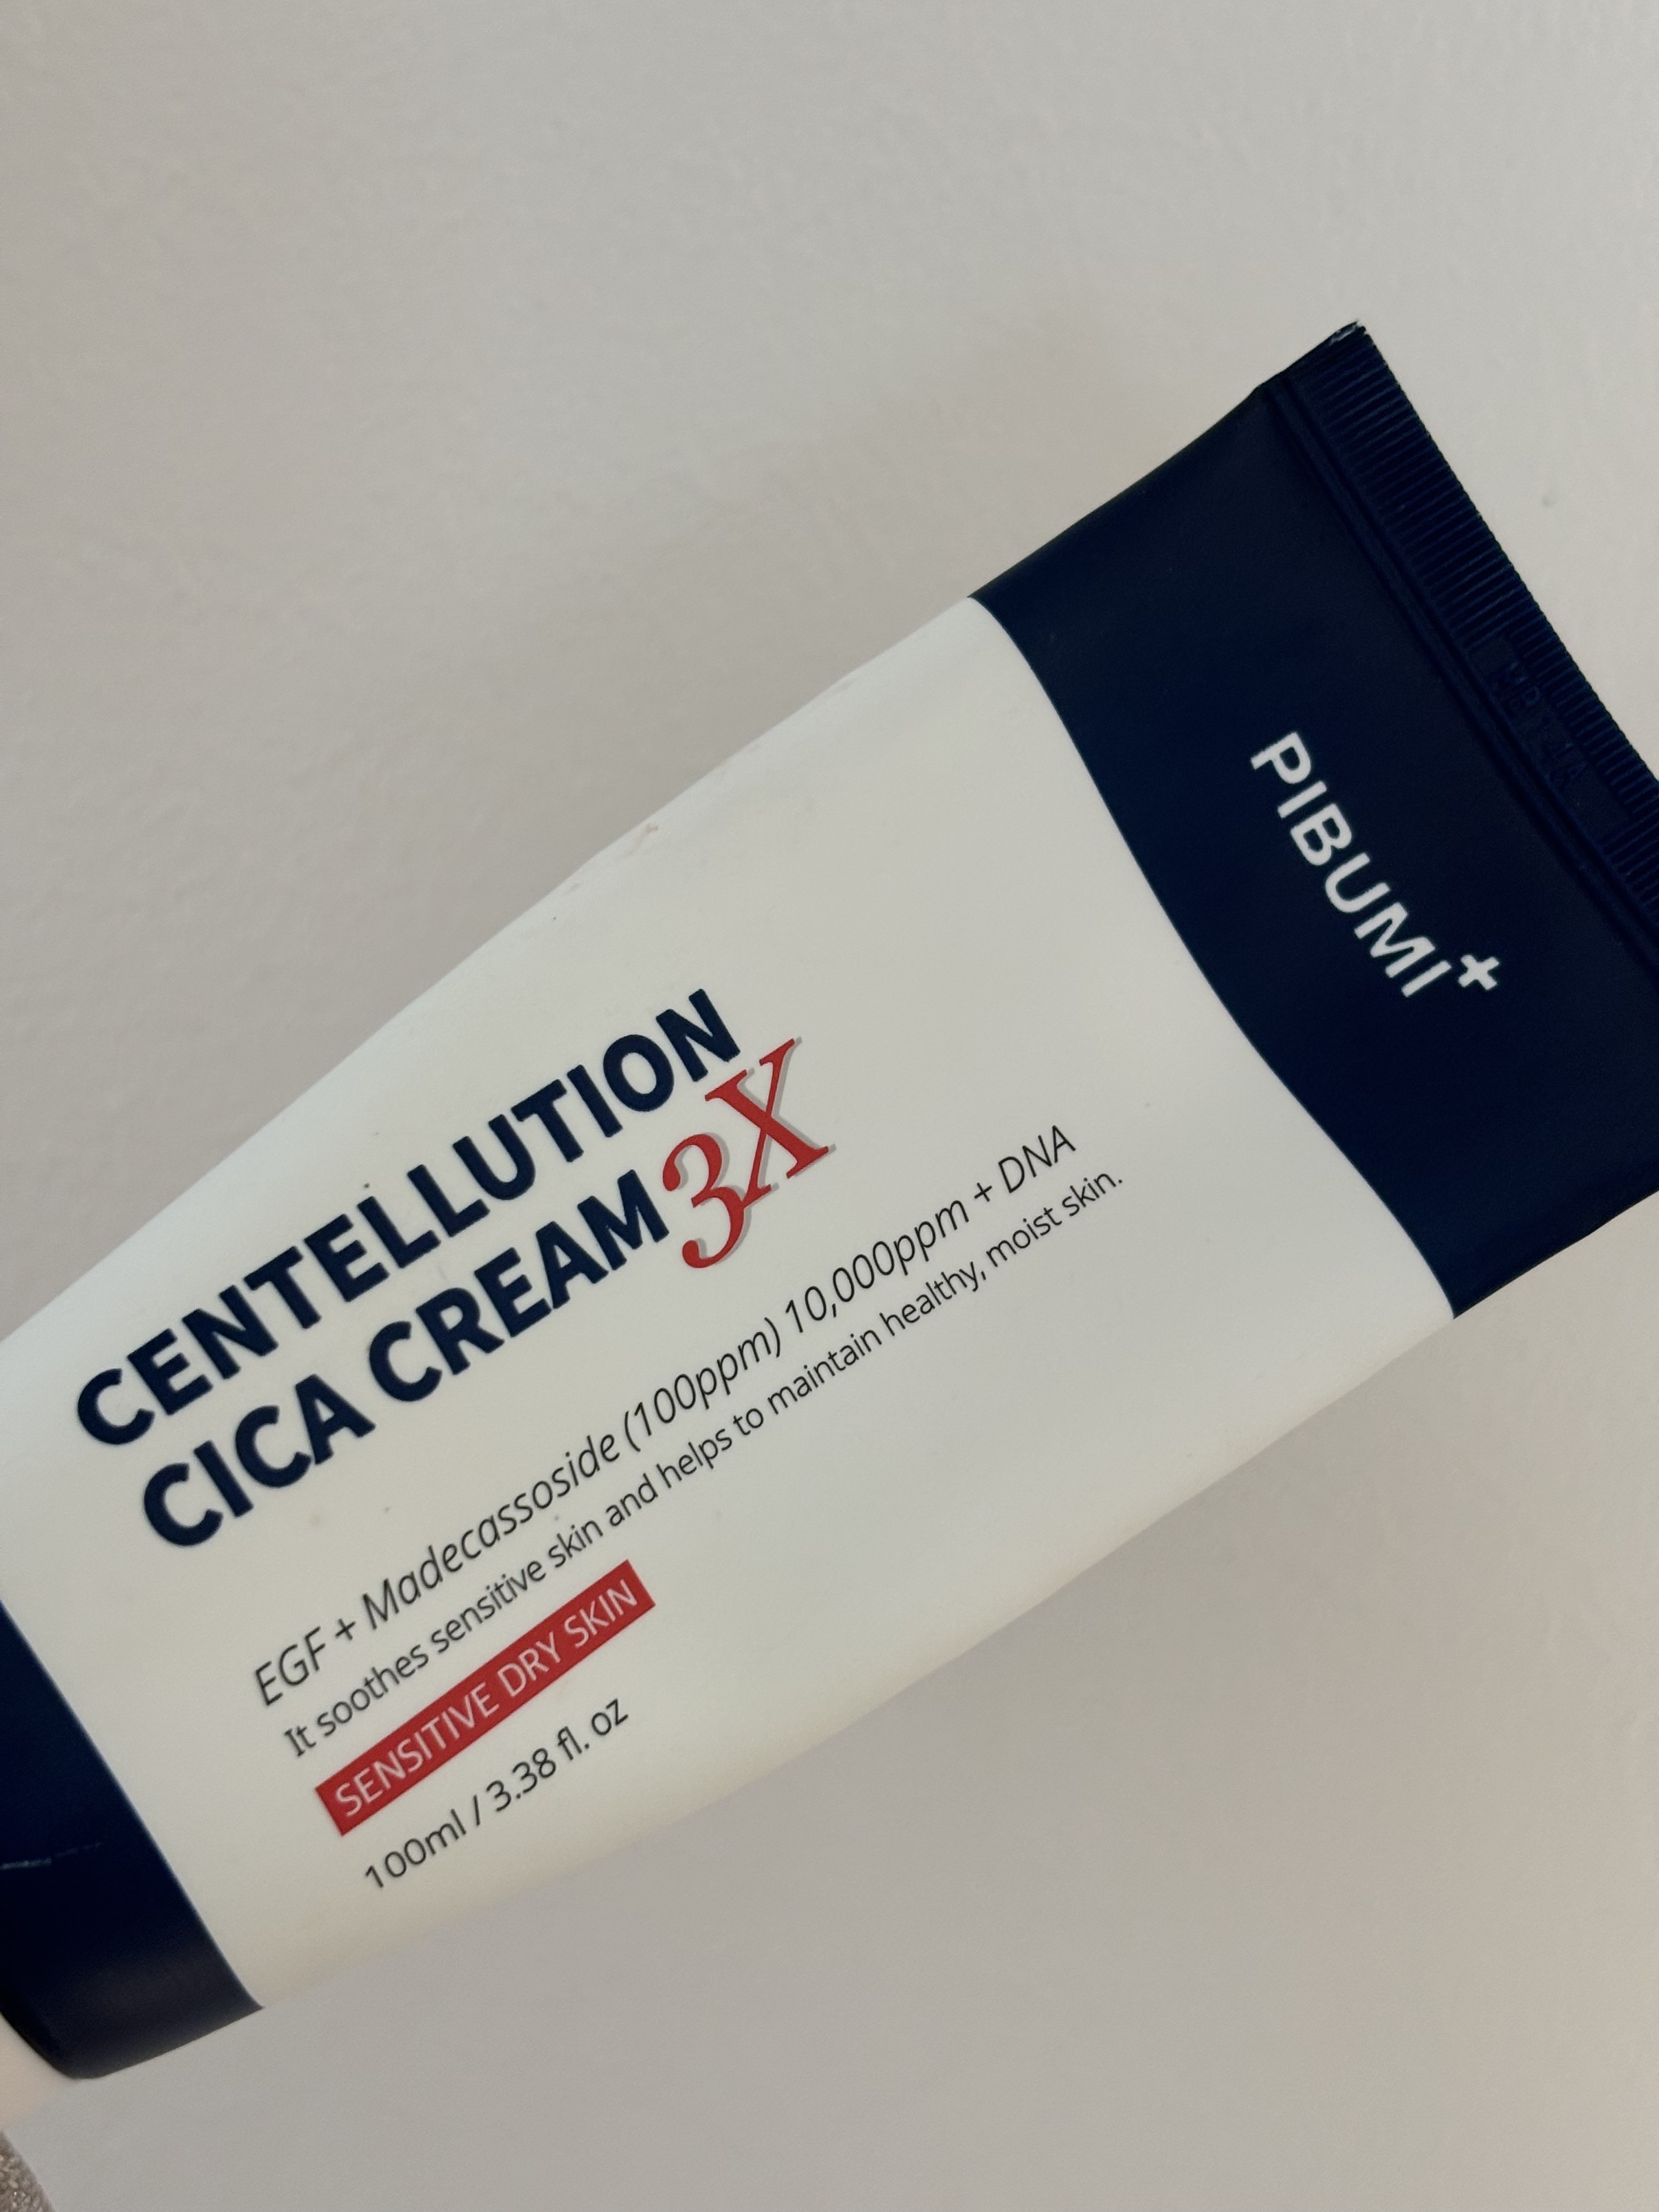 CENTELLUTION
CICA CREAM 3X
EGF + Madecassoside (100ppm) 10,000ppm + DNA
It soothes sensitive skin and helps to maintain healthy, moist skin.
SENSITIVE DRY SKIN
100ml / 3.38 fl. oz
PIBUMI+